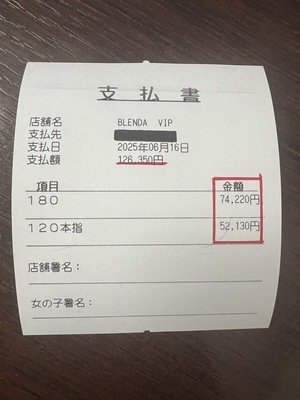 支払書
店舗名 BLENDA VIP
支払先
支払日 2025年06月16日
支払額 126,350円
項目 金額
180 74,220円
120本指 52,130円
店舗署名：
女の子署名：